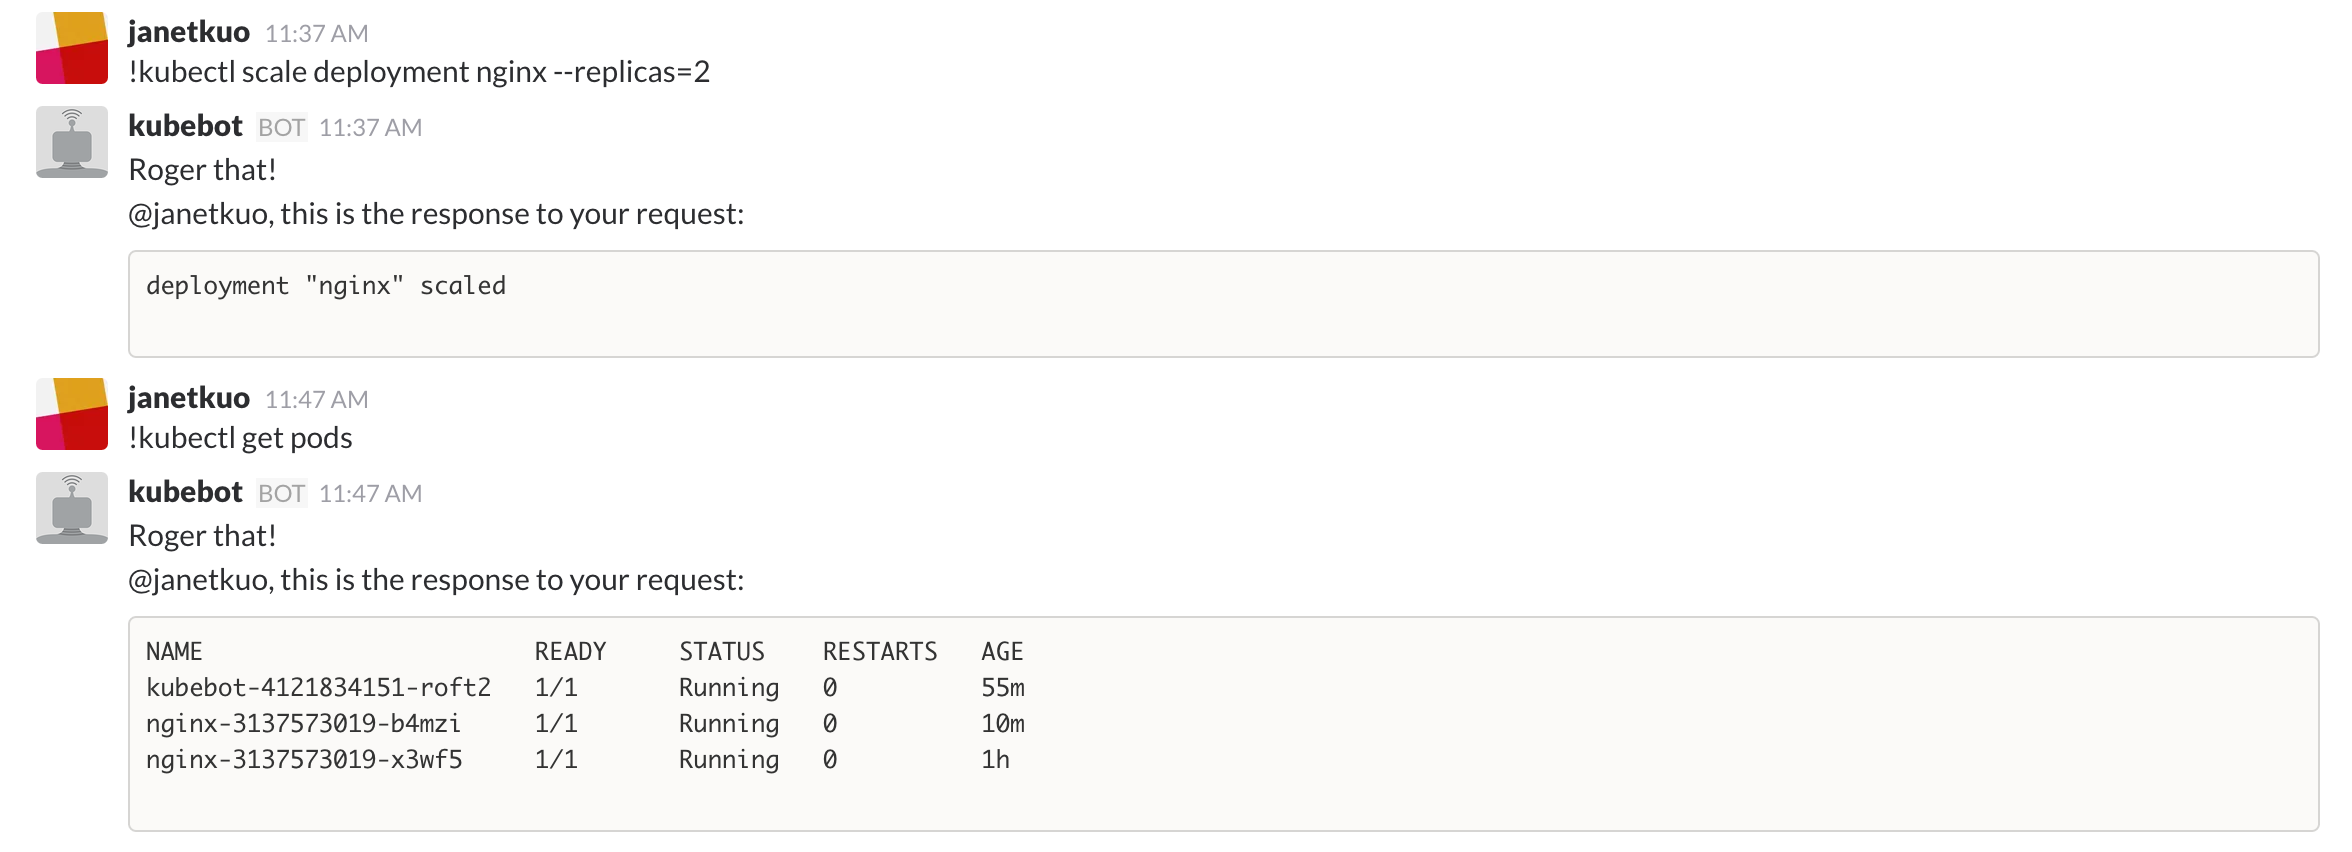 janetkuo 11:37 AM
!kubectl scale deployment nginx --replicas=2
kubebot BOT 11:37 AM
Roger that!
@janetkuo, this is the response to your request:
deployment "nginx" scaled
janetkuo 11:47 AM
!kubectl get pods
kubebot BOT 11:47 AM
Roger that!
@janetkuo, this is the response to your request:
NAME READY STATUS RESTARTS AGE
kubebot-4121834151-roft2 1/1 Running 0 55m
nginx-3137573019-b4mzi 1/1 Running 0 10m
nginx-3137573019-x3wf5 1/1 Running 0 1h